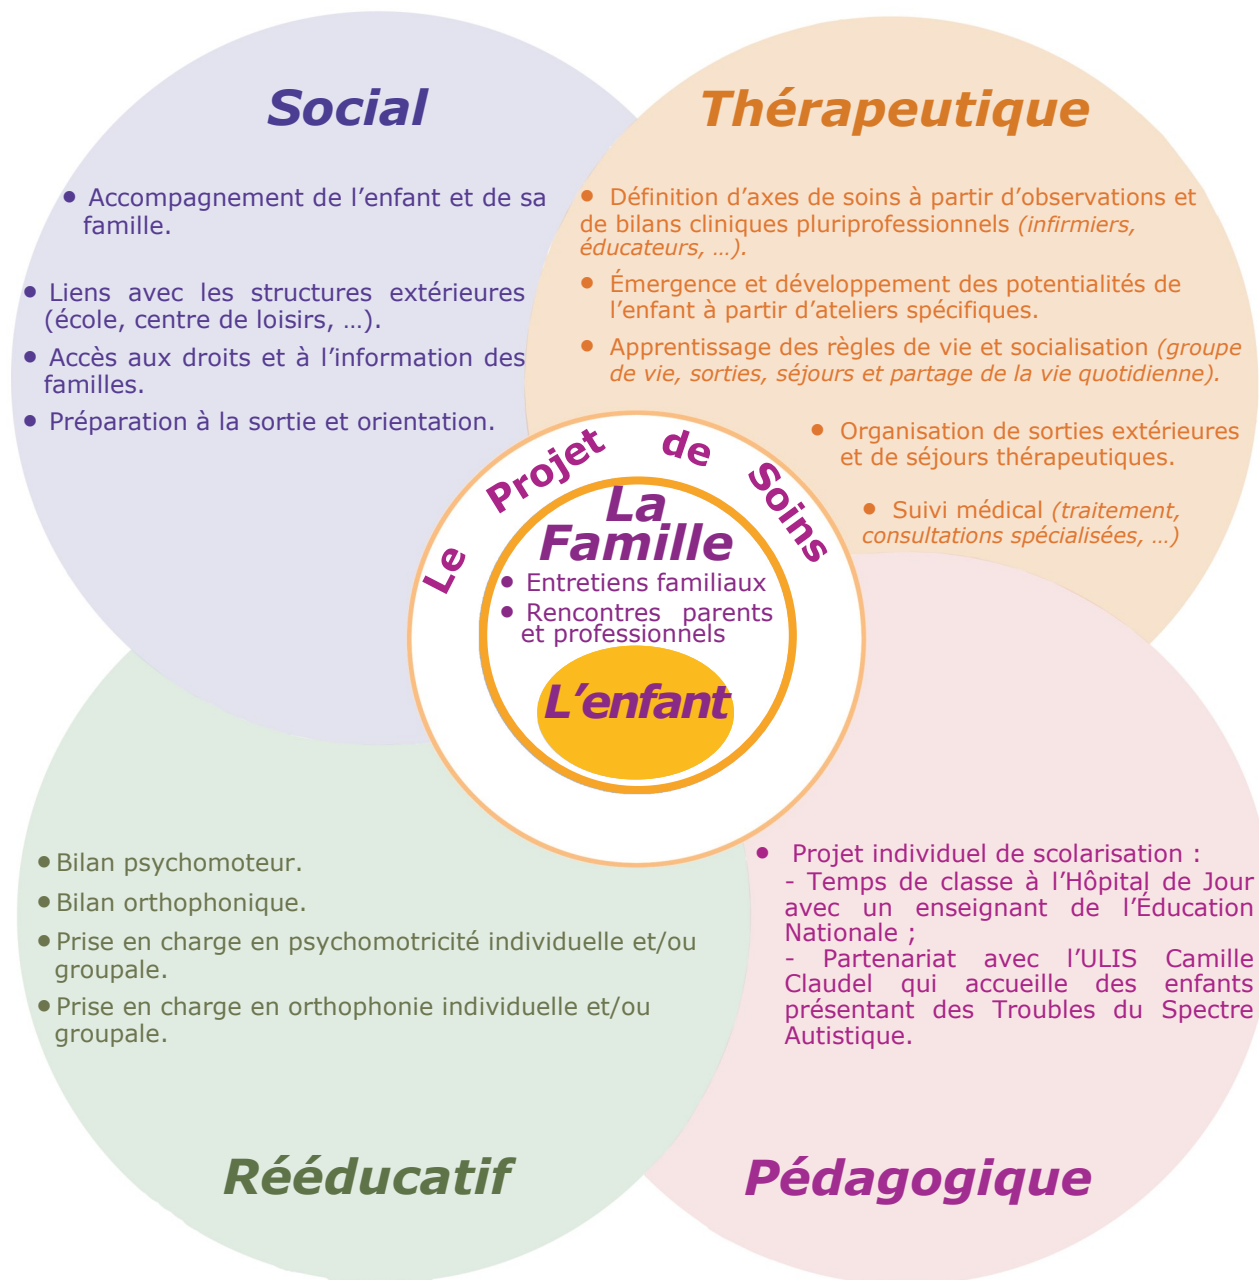 Social
• Accompagnement de l’enfant et de sa
famille.
• Liens avec les structures extérieures
(école, centre de loisirs, …).
• Accès aux droits et à l’information des
familles.
• Préparation à la sortie et orientation.
Thérapeutique
• Définition d’axes de soins à partir d’observations et
de bilans cliniques pluriprofessionnels (infirmiers,
éducateurs, …).
• Émergence et développement des potentialités de
l’enfant à partir d’ateliers spécifiques.
• Apprentissage des règles de vie et socialisation (groupe
de vie, sorties, séjours et partage de la vie quotidienne).
• Organisation de sorties extérieures
et de séjours thérapeutiques.
• Suivi médical (traitement,
consultations spécialisées, …)
Le Projet de Soins
La
Famille
• Entretiens familiaux
• Rencontres parents
et professionnels
L’enfant
• Bilan psychomoteur.
• Bilan orthophonique.
• Prise en charge en psychomotricité individuelle et/ou
groupale.
• Prise en charge en orthophonie individuelle et/ou
groupale.
Rééducatif
• Projet individuel de scolarisation :
- Temps de classe à l’Hôpital de Jour
avec un enseignant de l’Éducation
Nationale ;
- Partenariat avec l’ULIS Camille
Claudel qui accueille des enfants
présentant des Troubles du Spectre
Autistique.
Pédagogique